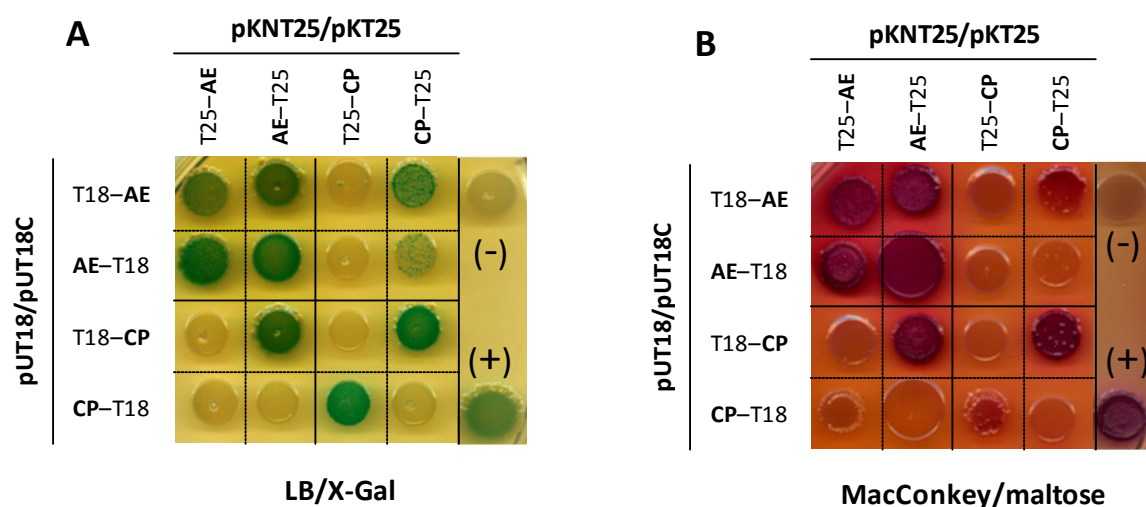 A
pKNT25/pKT25
T25–AE
AE–T25
T25–CP
CP–T25
pUT18/pUT18C
T18–AE
AE–T18
T18–CP
CP–T18
(-)
(+)
LB/X-Gal
B
pKNT25/pKT25
T25–AE
AE–T25
T25–CP
CP–T25
pUT18/pUT18C
T18–AE
AE–T18
T18–CP
CP–T18
(-)
(+)
MacConkey/maltose